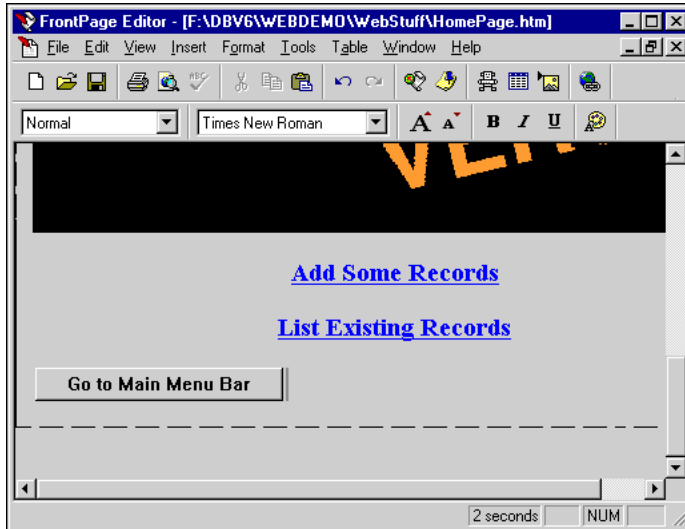 FrontPage Editor - [F:\DBV6\WEBDEMO\WebStuff\HomePage.htm]
File Edit View Insert Format Tools Table Window Help
ABC
Normal Times New Roman A A B I U A
Add Some Records
List Existing Records
Go to Main Menu Bar
2 seconds NUM